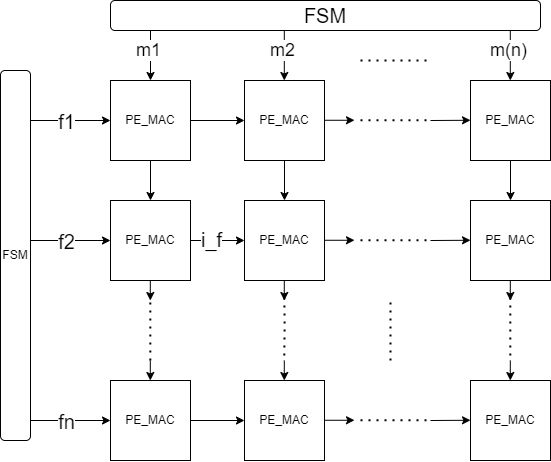 FSM
m1 m2 m(n)
f1 PE_MAC PE_MAC PE_MAC
f2 PE_MAC i_f PE_MAC PE_MAC
FSM
fn PE_MAC PE_MAC PE_MAC